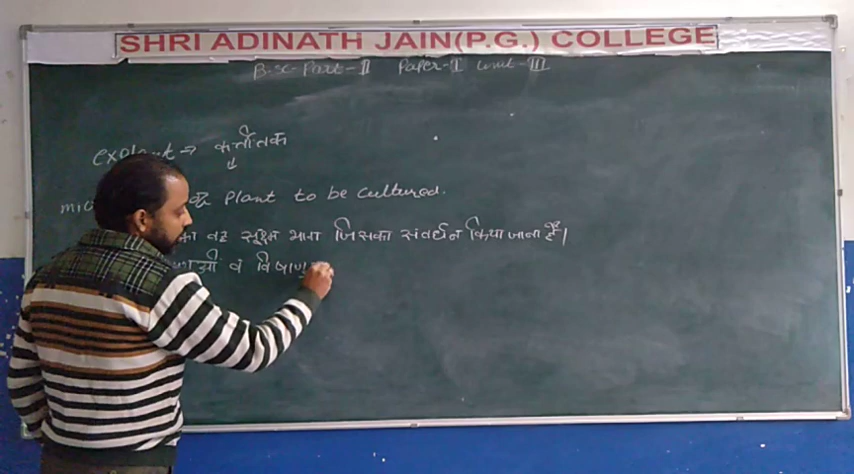 SHRI ADINATH JAIN(P.G.) COLLEGE
B.Sc. Part-II Paper-I Unit-III
explant → कर्तोतक
↓
Plant to be cultured.
वह सूक्ष्म भाग जिसका संवर्धन किया जाता है।
वं विषाणु